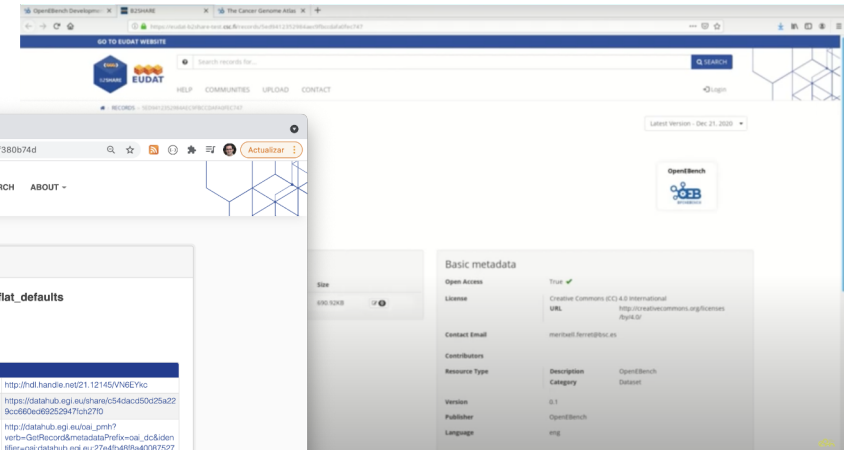 OpenEBench Developmen
B2SHARE
The Cancer Genome Atlas
GO TO EUDAT WEBSITE
B2SHARE
EUDAT
Search records for...
SEARCH
HELP COMMUNITIES UPLOAD CONTACT
Login
RECORDS
Latest Version - Dec 21, 2020
f380b74d
Actualizar
RCH ABOUT
OpenEBench
OEB
Basic metadata
Size
Open Access True
690.92KB 0
License Creative Commons (CC) 4.0 International
URL http://creativecommons.org/licenses
/by/4.0/
Contact Email meritxell.ferret@bsc.es
Contributors
Resource Type Description OpenEBench
Category Dataset
Version 0.1
Publisher OpenEBench
Language eng
flat_defaults
http://hdl.handle.net/21.12145/VN6EYkc
https://datahub.egi.eu/share/c54dacd50d25a22
9cc660ed69252947fch27f0
http://datahub.egi.eu/oai_pmh?
verb=GetRecord&metadataPrefix=oai_dc&iden